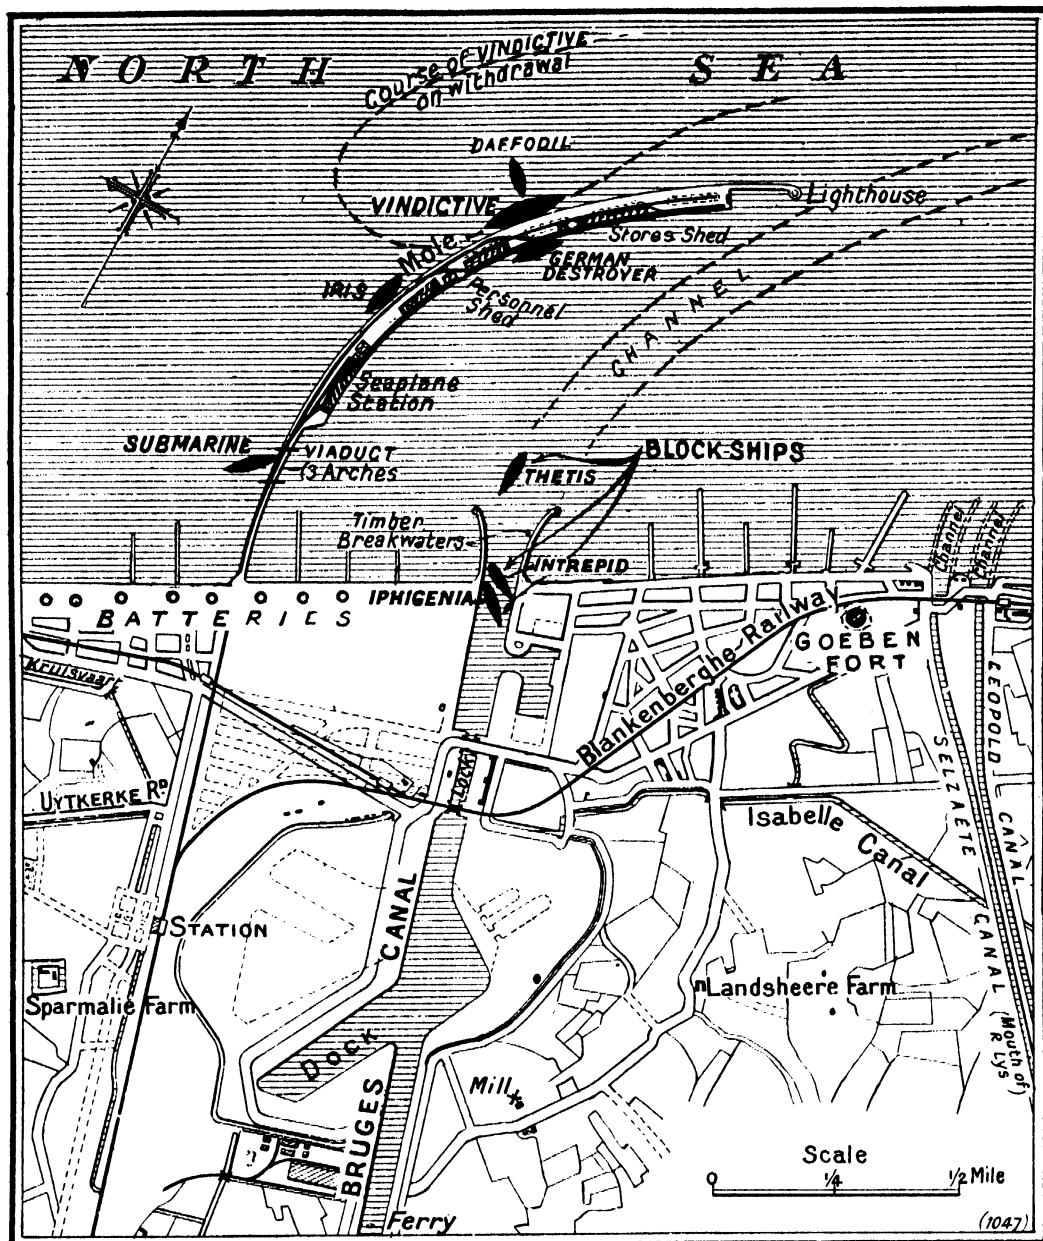 NORTH SEA
COURSE OF VINDICTIVE
on withdrawal
DAFFODIL
VINDICTIVE
Lighthouse
Mole
Stores Shed
GERMAN
DESTROYER
IRIS
Personnel
Shed
CHANNEL
Seaplane
Station
SUBMARINE
VIADUCT
(3 Arches
BLOCK-SHIPS
THETIS
Timber
Breakwaters
INTREPID
IPHIGENIA
Channel
Channel
BATTERIES
GOEBEN
FORT
Blankenberghe Railway
Kruisvaar
LEOPOLD CANAL
SELZAETE CANAL (Mouth of)
R Lys
LOCK
UYTKERKE RD
Isabelle Canal
CANAL
STATION
Sparmalie Farm
Landsheere Farm
DOCK
Mill
BRUGES
Scale
0 1/4 1/2 Mile
Ferry
(1047)